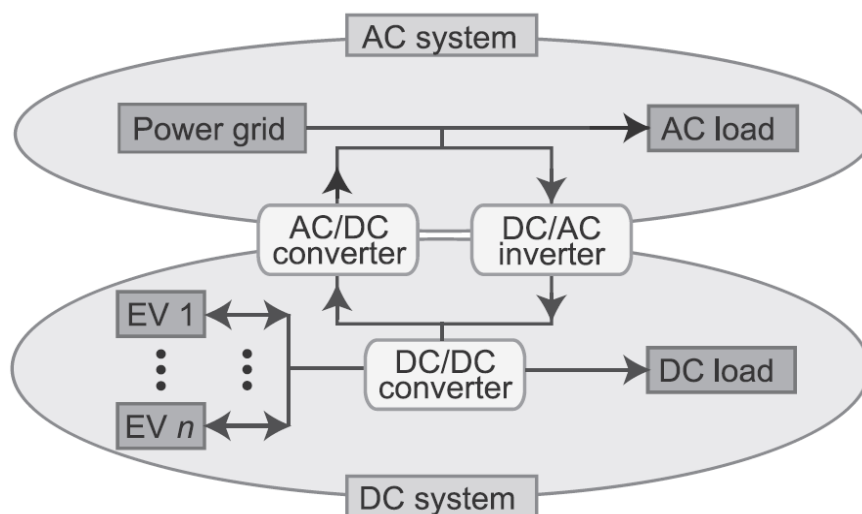 AC system
Power grid
AC load
AC/DC
converter
DC/AC
inverter
EV 1
DC/DC
converter
DC load
EV n
DC system